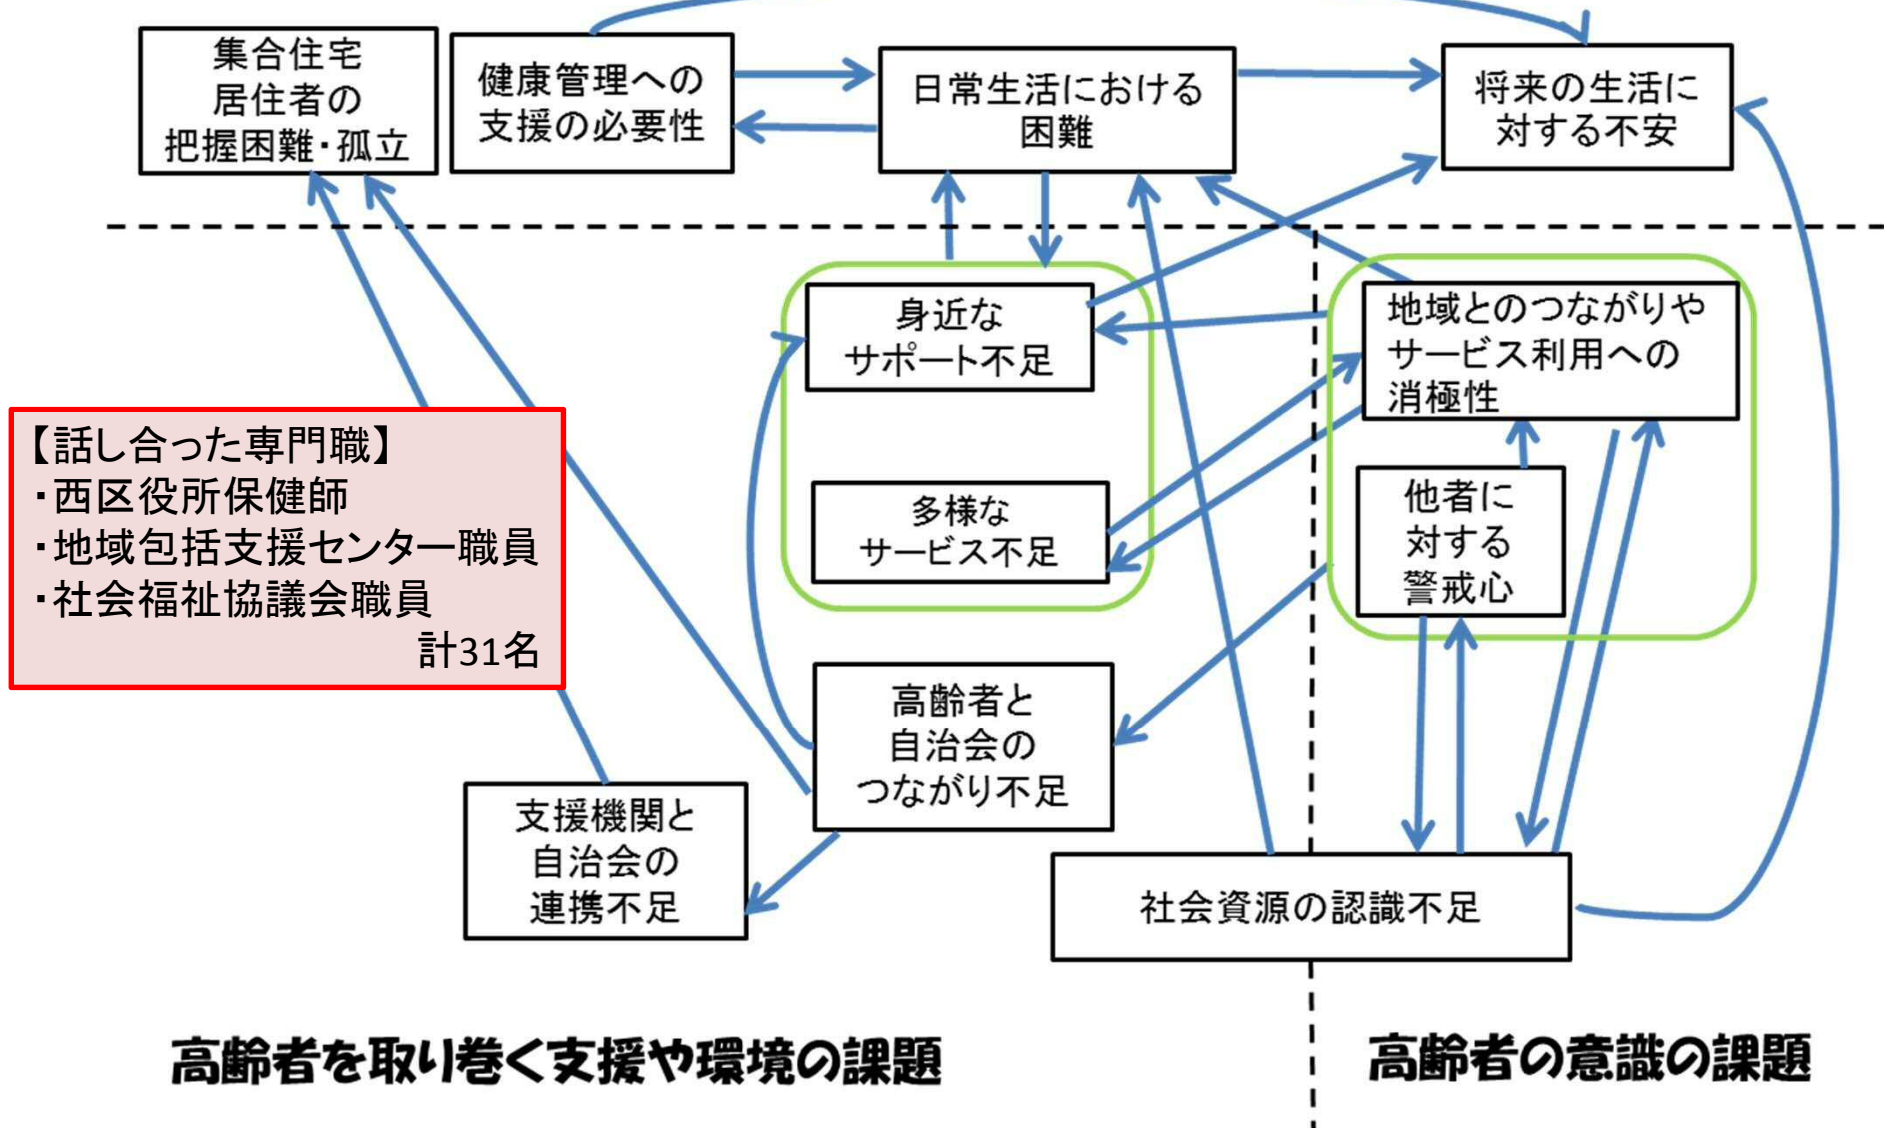 集合住宅
居住者の
把握困難・孤立
健康管理への
支援の必要性
日常生活における
困難
将来の生活に
対する不安
身近な
サポート不足
地域とのつながりや
サービス利用への
消極性
【話し合った専門職】
・西区役所保健師
・地域包括支援センター職員
・社会福祉協議会職員
計31名
多様な
サービス不足
他者に
対する
警戒心
高齢者と
自治会の
つながり不足
支援機関と
自治会の
連携不足
社会資源の認識不足
高齢者を取り巻く支援や環境の課題
高齢者の意識の課題